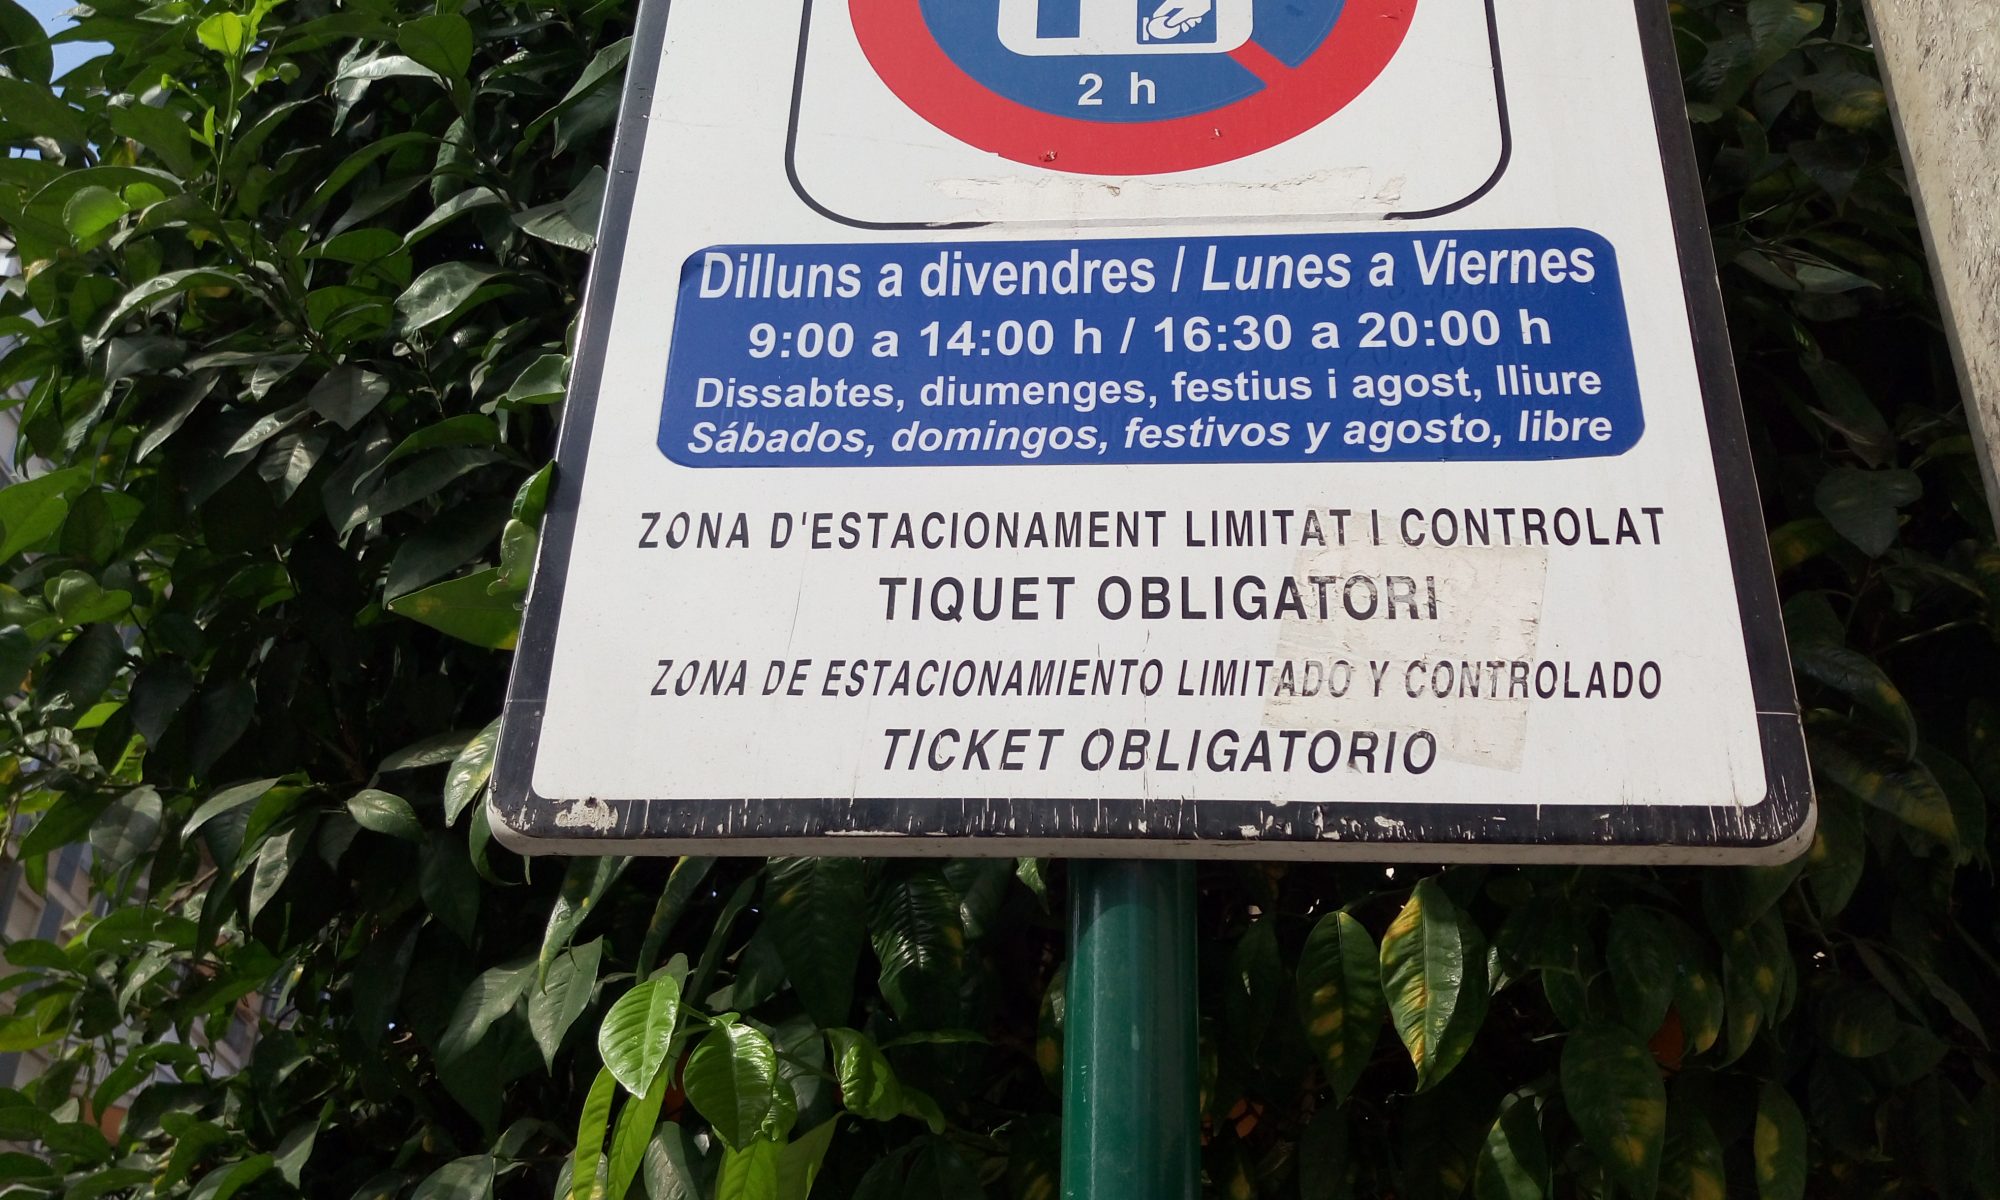 2 h
Dilluns a divendres / Lunes a Viernes
9:00 a 14:00 h / 16:30 a 20:00 h
Dissabtes, diumenges, festius i agost, lliure
Sábados, domingos, festivos y agosto, libre
ZONA D'ESTACIONAMENT LIMITAT I CONTROLAT
TIQUET OBLIGATORI
ZONA DE ESTACIONAMIENTO LIMITADO Y CONTROLADO
TICKET OBLIGATORIO